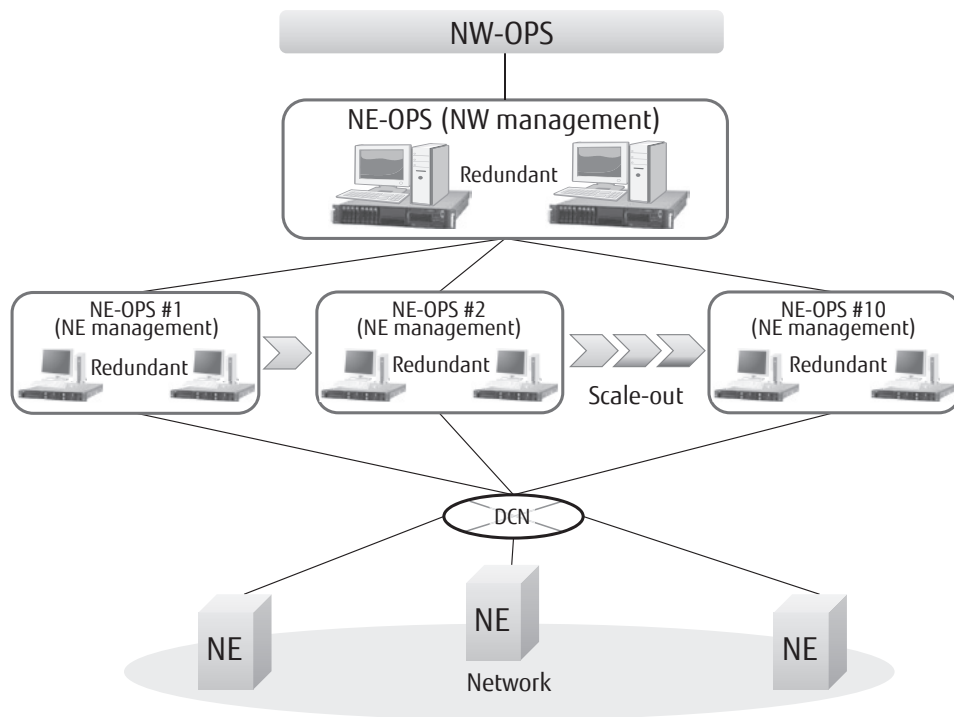 NW-OPS
NE-OPS (NW management)
Redundant
NE-OPS #1
(NE management)
Redundant
NE-OPS #2
(NE management)
Redundant
NE-OPS #10
(NE management)
Redundant
Scale-out
DCN
NE
NE
NE
Network